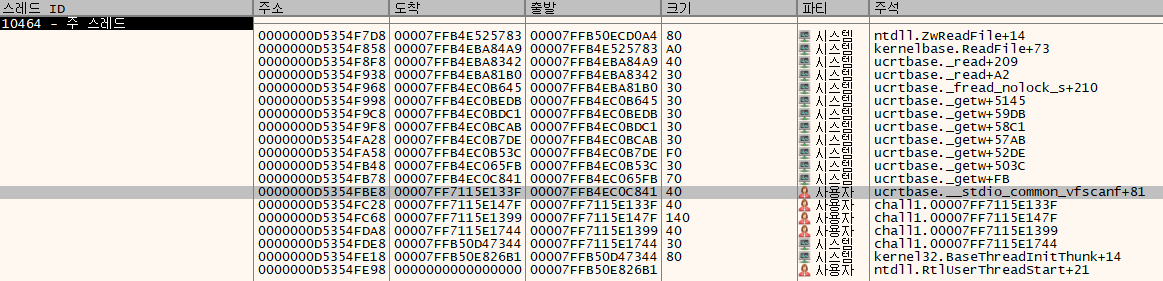 스레드 ID 주소 도착 출발 크기 파티 주석
10464 - 주 스레드
0000000D5354F7D8 00007FFB4E525783 00007FFB50ECD0A4 80 시스템 ntdll.ZwReadFile+14
0000000D5354F858 00007FFB4EBA84A9 00007FFB4E525783 A0 시스템 kernelbase.ReadFile+73
0000000D5354F8F8 00007FFB4EBA8342 00007FFB4EBA84A9 40 시스템 ucrtbase._read+209
0000000D5354F938 00007FFB4EBA81B0 00007FFB4EBA8342 30 시스템 ucrtbase._read+A2
0000000D5354F968 00007FFB4EC0B645 00007FFB4EBA81B0 30 시스템 ucrtbase._fread_nolock_s+210
0000000D5354F998 00007FFB4EC0BEDB 00007FFB4EC0B645 30 시스템 ucrtbase._getw+5145
0000000D5354F9C8 00007FFB4EC0BDC1 00007FFB4EC0BEDB 30 시스템 ucrtbase._getw+59DB
0000000D5354F9F8 00007FFB4EC0BCAB 00007FFB4EC0BDC1 30 시스템 ucrtbase._getw+58C1
0000000D5354FA28 00007FFB4EC0B7DE 00007FFB4EC0BCAB 30 시스템 ucrtbase._getw+57AB
0000000D5354FA58 00007FFB4EC0B53C 00007FFB4EC0B7DE F0 시스템 ucrtbase._getw+52DE
0000000D5354FB48 00007FFB4EC065FB 00007FFB4EC0B53C 30 시스템 ucrtbase._getw+503C
0000000D5354FB78 00007FFB4EC0C841 00007FFB4EC065FB 70 시스템 ucrtbase._getw+FB
0000000D5354FBE8 00007FF7115E133F 00007FFB4EC0C841 40 사용자 ucrtbase.__stdio_common_vfscanf+81
0000000D5354FC28 00007FF7115E147F 00007FF7115E133F 40 사용자 chall1.00007FF7115E133F
0000000D5354FC68 00007FF7115E1399 00007FF7115E147F 140 사용자 chall1.00007FF7115E147F
0000000D5354FDA8 00007FF7115E1744 00007FF7115E1399 40 사용자 chall1.00007FF7115E1399
0000000D5354FDE8 00007FFB50D47344 00007FF7115E1744 30 시스템 chall1.00007FF7115E1744
0000000D5354FE18 00007FFB50E826B1 00007FFB50D47344 80 시스템 kernel32.BaseThreadInitThunk+14
0000000D5354FE98 0000000000000000 00007FFB50E826B1 사용자 ntdll.RtlUserThreadStart+21